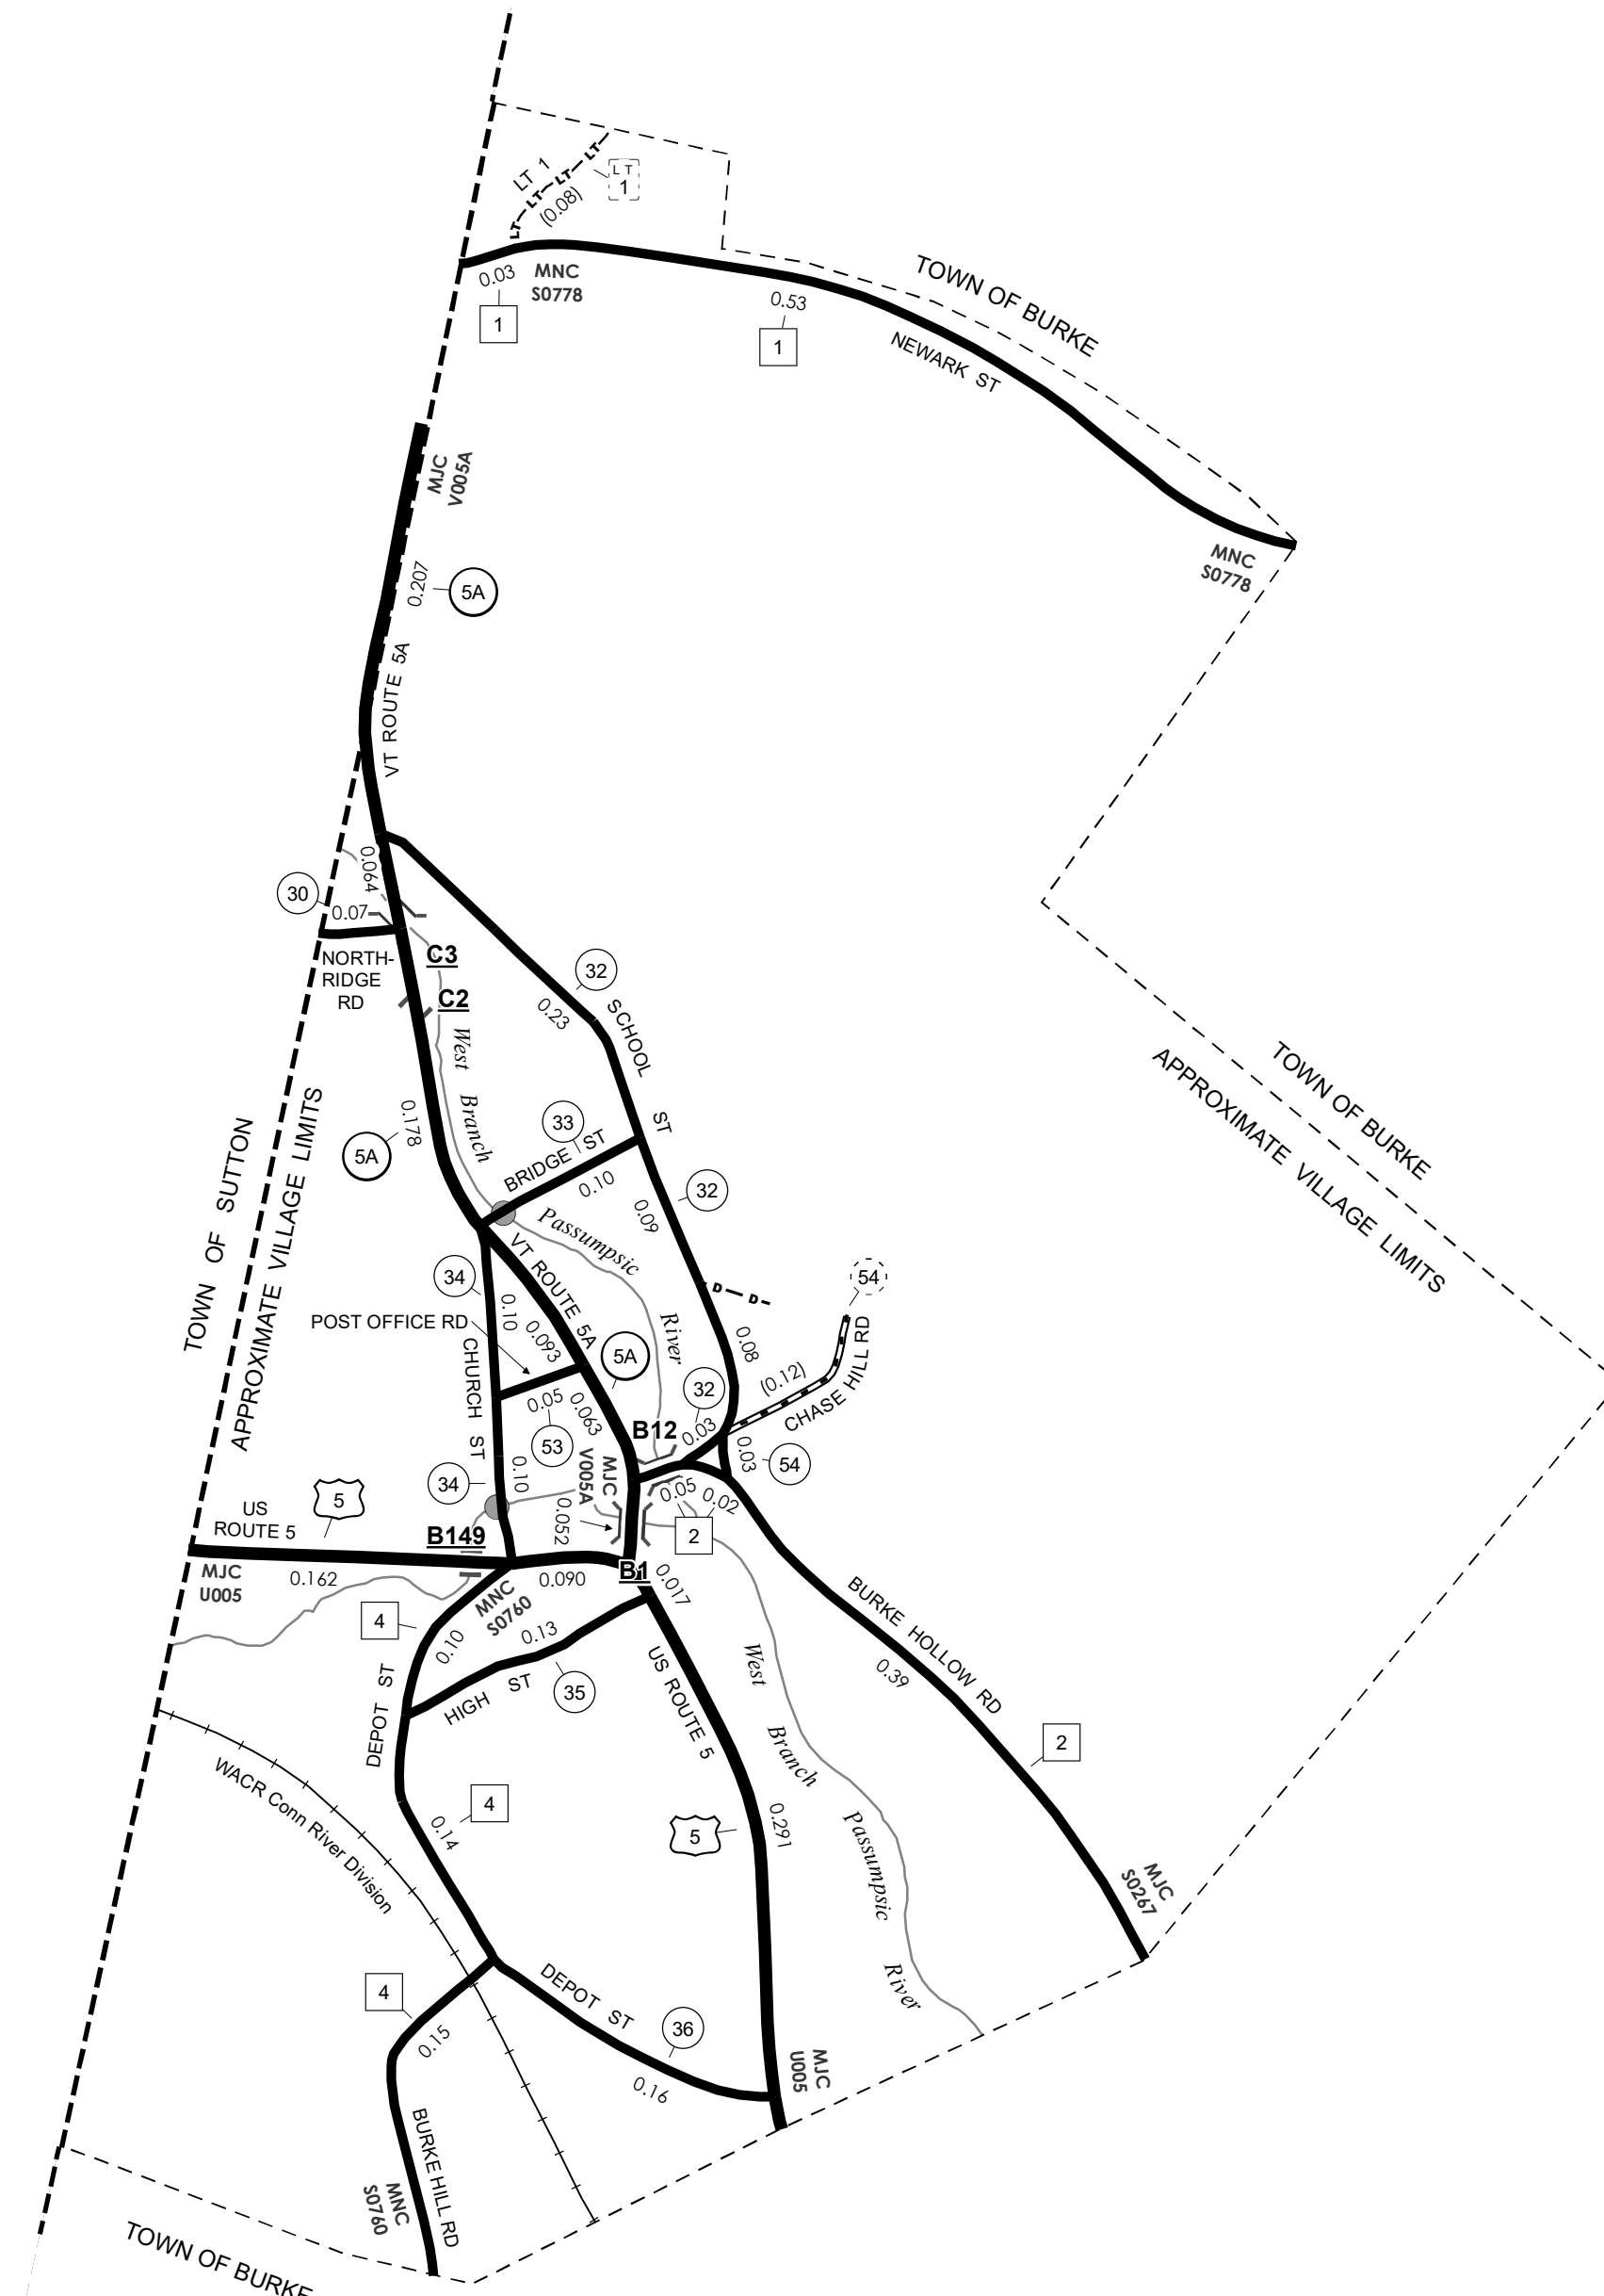 LT 1
(0.08)
LT
LT
LT
LT
L T
1
0.03
MNC
S0778
1
0.53
1
NEWARK ST
TOWN OF BURKE
MNC
S0778
MJC
V005A
0.207
5A
VT ROUTE 5A
0.064
30
0.07
NORTH-
RIDGE
RD
C3
C2
32
0.23
SCHOOL ST
West Branch Passumpsic River
0.178
5A
33
BRIDGE ST
0.10
32
0.09
TOWN OF SUTTON
APPROXIMATE VILLAGE LIMITS
TOWN OF BURKE
APPROXIMATE VILLAGE LIMITS
34
0.10
POST OFFICE RD
VT ROUTE 5A
0.093
5A
D D
54
0.08
(0.12)
CHASE HILL RD
32
0.03
0.03
54
CHURCH ST
0.05
53
0.063
B12
34
0.10
MJC
V005A
0.052
0.05
0.02
2
US
ROUTE 5
5
B149
MJC
U005
0.162
0.090
B1
0.017
MNC
S0760
4
0.10
0.13
HIGH ST
35
DEPOT ST
US ROUTE 5
West Branch Passumpsic River
BURKE HOLLOW RD
0.39
2
WACR Conn River Division
4
0.14
5
0.291
MJC
S0267
4
0.15
DEPOT ST
36
0.16
MJC
U005
BURKE HILL RD
MNC
S0760
TOWN OF BURKE